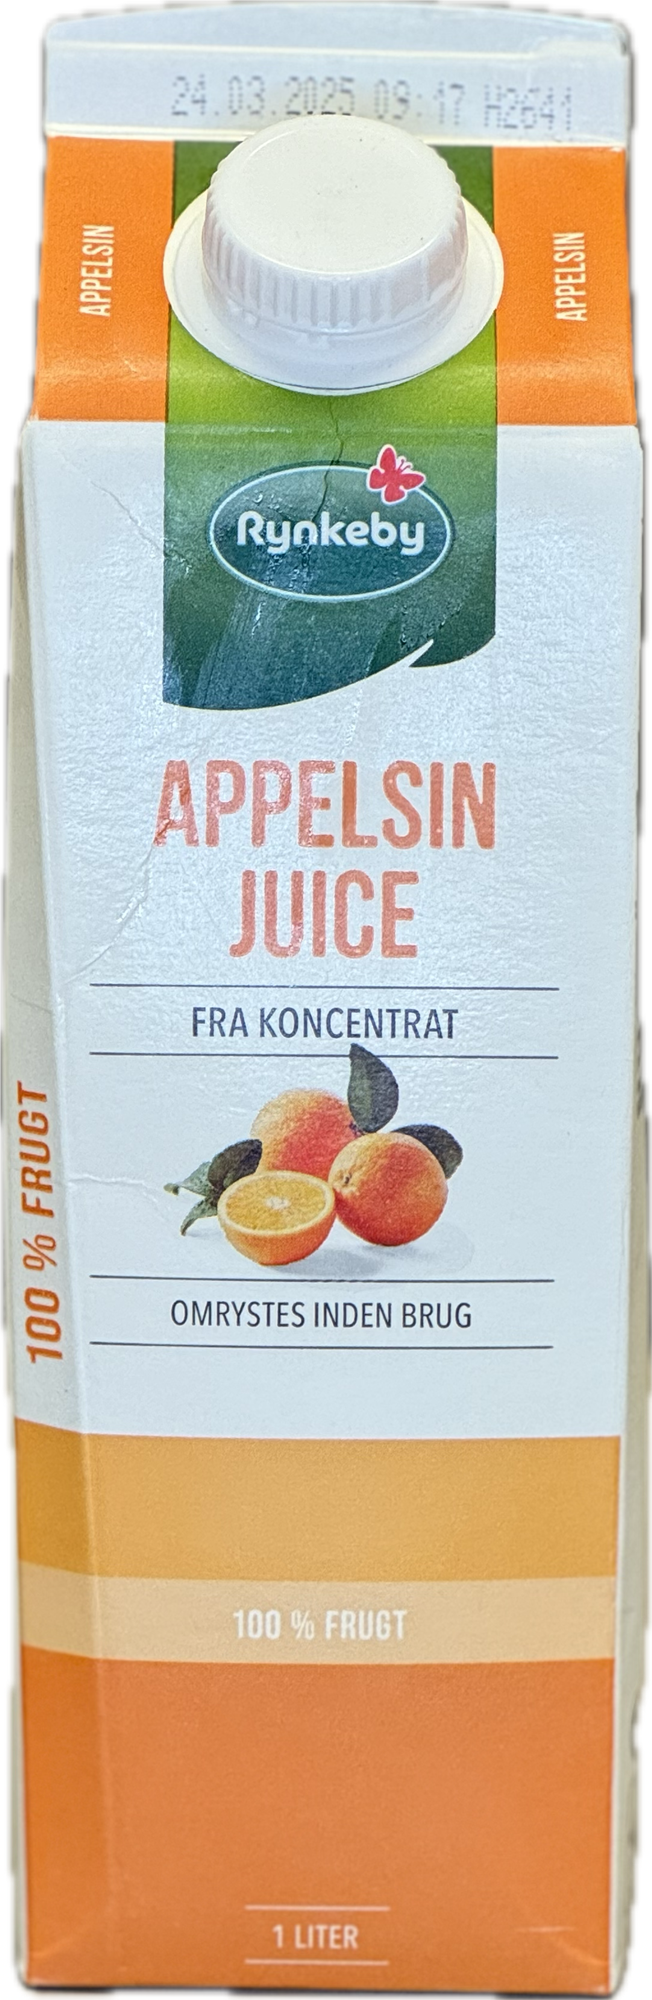 24.03.2025 09:17 H2641
APPELSIN
APPELSIN
Rynkeby
APPELSIN
JUICE
FRA KONCENTRAT
100 % FRUGT
OMRYSTES INDEN BRUG
100 % FRUGT
1 LITER